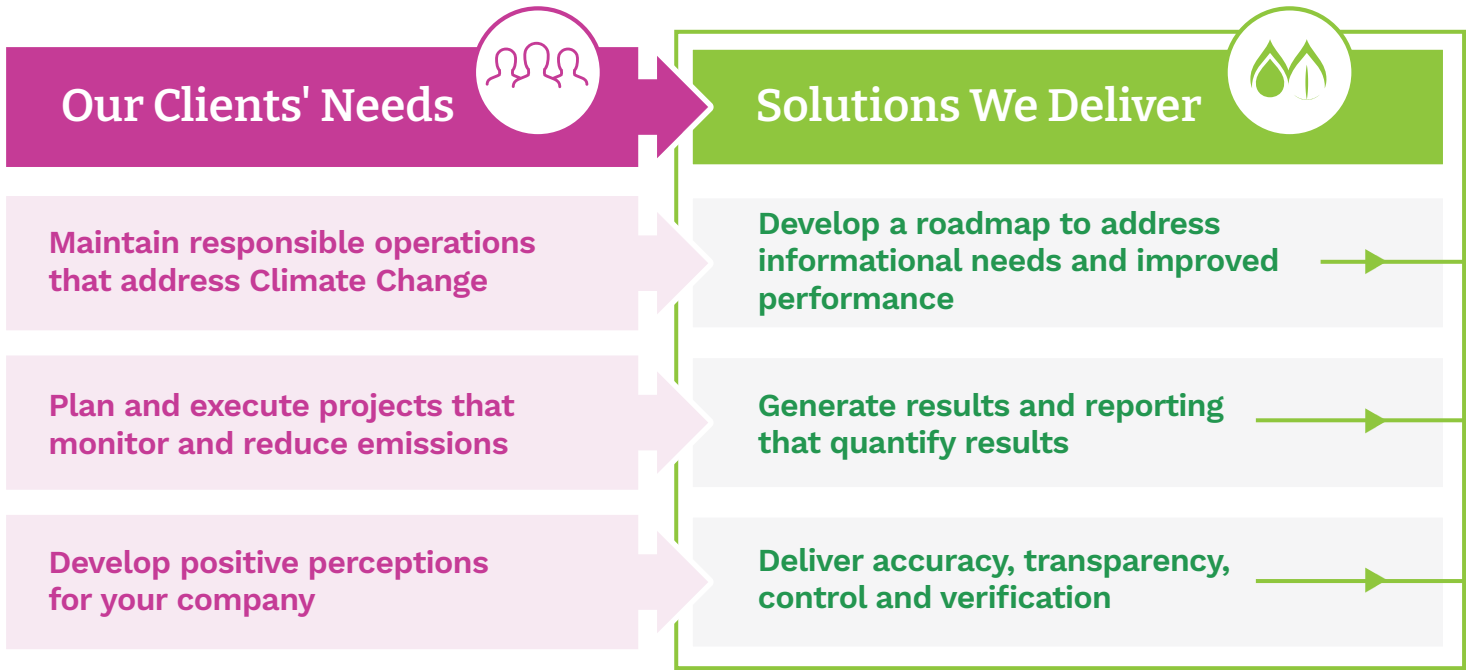 Our Clients' Needs
Solutions We Deliver
Maintain responsible operations
that address Climate Change
Develop a roadmap to address
informational needs and improved
performance
Plan and execute projects that
monitor and reduce emissions
Generate results and reporting
that quantify results
Develop positive perceptions
for your company
Deliver accuracy, transparency,
control and verification